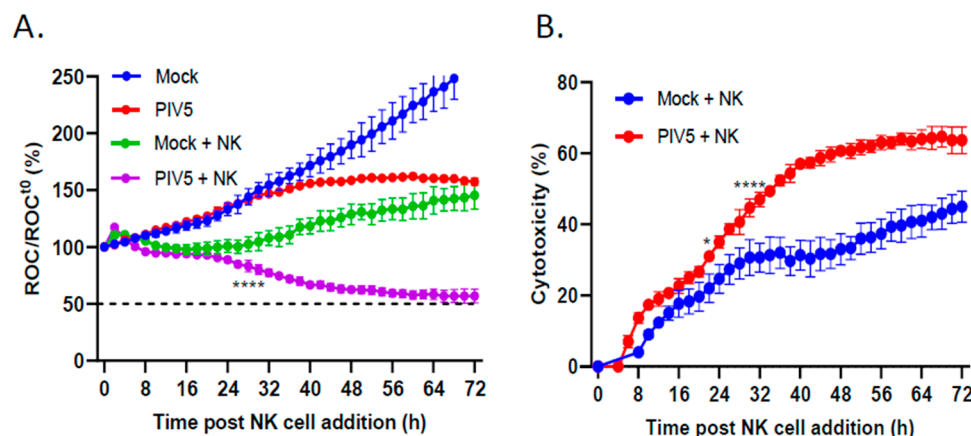 A.
Mock
PIV5
Mock + NK
PIV5 + NK
ROC/ROCt0 (%)
250
200
150
100
50
0
****
0 8 16 24 32 40 48 56 64 72
Time post NK cell addition (h)
B.
Mock + NK
PIV5 + NK
Cytotoxicity (%)
80
60
40
20
0
****
*
0 8 16 24 32 40 48 56 64 72
Time post NK cell addition (h)